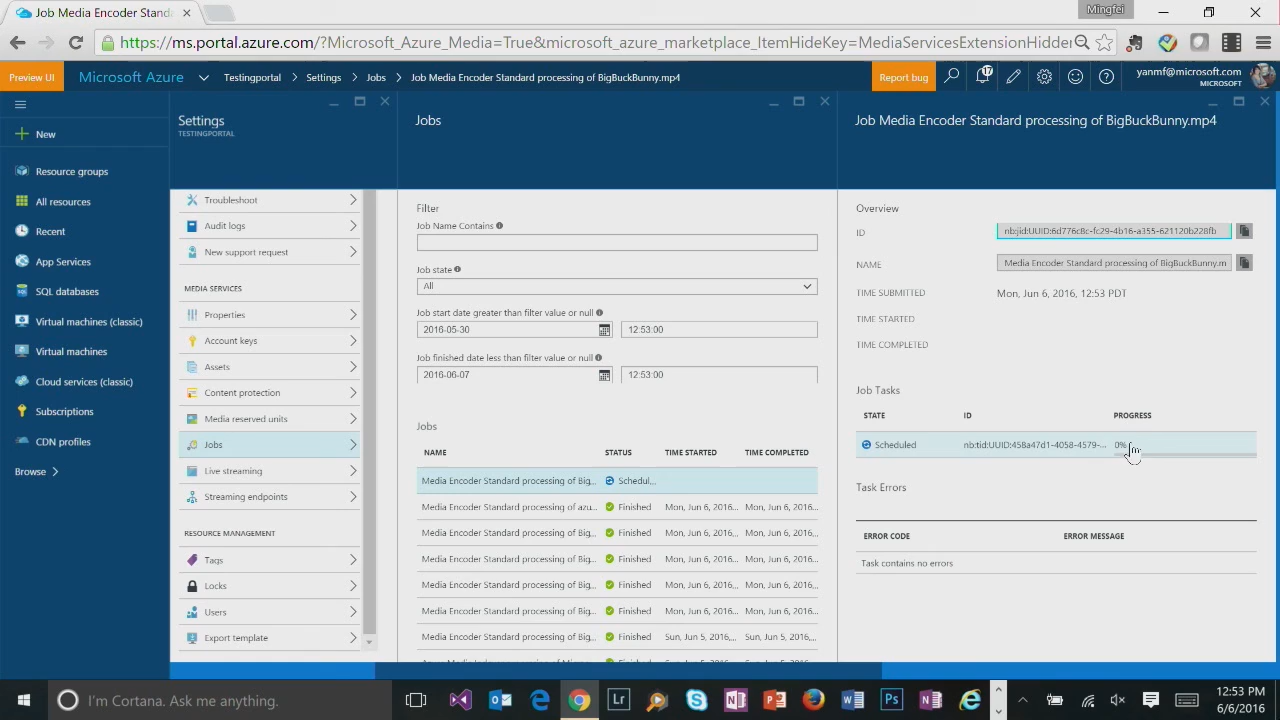 Job Media Encoder Stand
Mingfei
https://ms.portal.azure.com/?Microsoft_Azure_Media=True&microsoft_azure_marketplace_ItemHideKey=MediaServicesExtensionHidden
Preview UI
Microsoft Azure
Testingportal
Settings
Jobs
Job Media Encoder Standard processing of BigBuckBunny.mp4
Report bug
17
yanmf@microsoft.com
MICROSOFT
New
Resource groups
All resources
Recent
App Services
SQL databases
Virtual machines (classic)
Virtual machines
Cloud services (classic)
Subscriptions
CDN profiles
Browse
Settings
TESTINGPORTAL
Troubleshoot
Audit logs
New support request
MEDIA SERVICES
Properties
Account keys
Assets
Content protection
Media reserved units
Jobs
Live streaming
Streaming endpoints
RESOURCE MANAGEMENT
Tags
Locks
Users
Export template
Jobs
Filter
Job Name Contains
Job state
All
Job start date greater than filter value or null
2016-05-30 12:53:00
Job finished date less than filter value or null
2016-06-07 12:53:00
Jobs
NAME STATUS TIME STARTED TIME COMPLETED
Media Encoder Standard processing of Big... Schedul...
Media Encoder Standard processing of azu... Finished Mon, Jun 6, 2016,... Mon, Jun 6, 2016...
Media Encoder Standard processing of Big... Finished Mon, Jun 6, 2016,... Mon, Jun 6, 2016...
Media Encoder Standard processing of Big... Finished Mon, Jun 6, 2016,... Mon, Jun 6, 2016...
Media Encoder Standard processing of Big... Finished Mon, Jun 6, 2016,... Mon, Jun 6, 2016...
Media Encoder Standard processing of Big... Finished Mon, Jun 6, 2016,... Mon, Jun 6, 2016...
Media Encoder Standard processing of Big... Finished Sun, Jun 5, 2016,... Sun, Jun 5, 2016,...
Job Media Encoder Standard processing of BigBuckBunny.mp4
Overview
ID nb:jid:UUID:6d776c8c-fc29-4b16-a355-621120b228fb
NAME Media Encoder Standard processing of BigBuckBunny.m
TIME SUBMITTED Mon, Jun 6, 2016, 12:53 PDT
TIME STARTED
TIME COMPLETED
Job Tasks
STATE ID PROGRESS
Scheduled nb:tid:UUID:458a47d1-4058-4579-... 0%
Task Errors
ERROR CODE ERROR MESSAGE
Task contains no errors
I'm Cortana. Ask me anything.
Lr
Ps
12:53 PM
6/6/2016